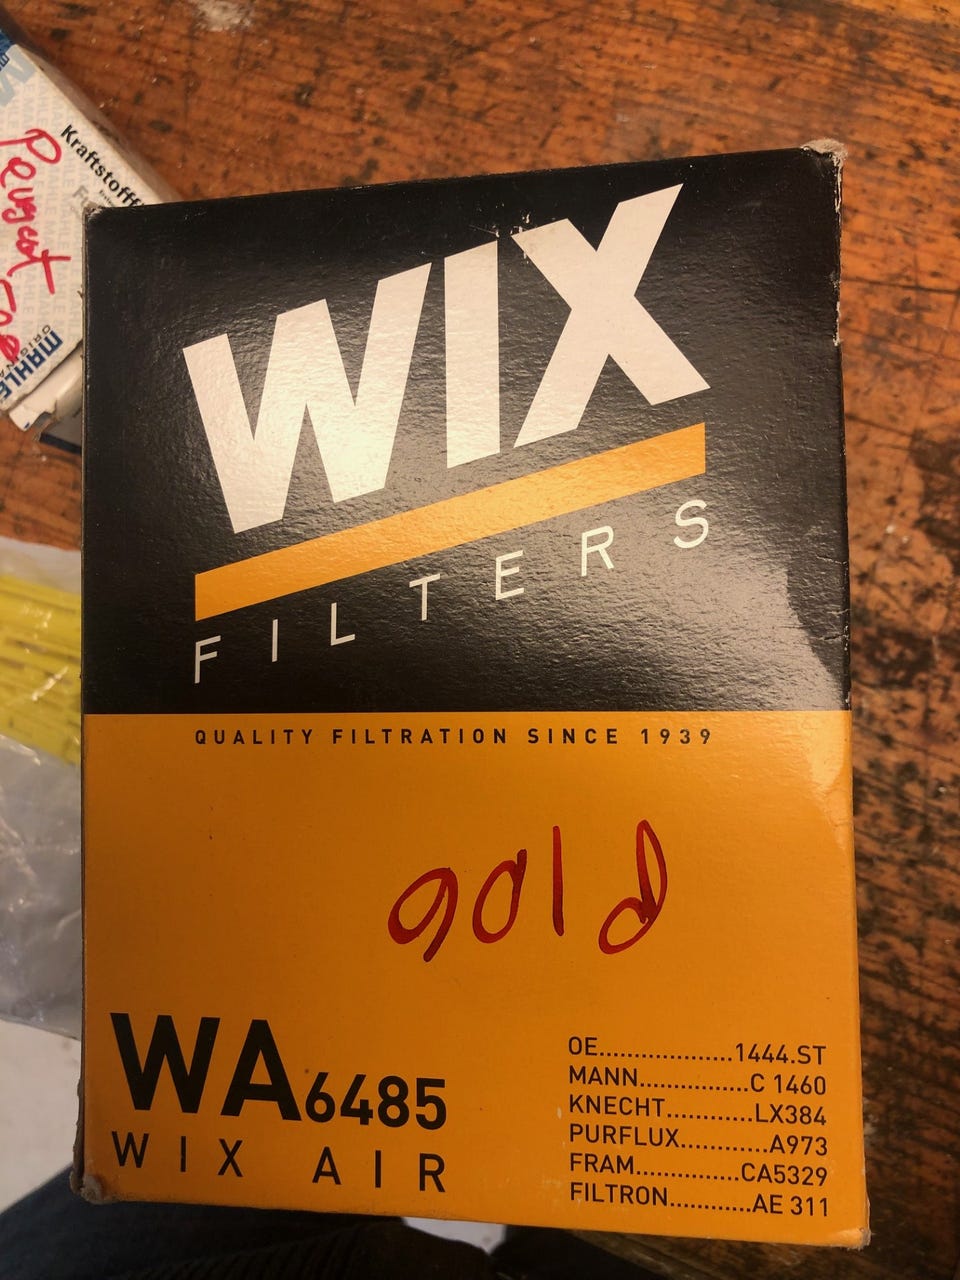 Kraftstofff
Peugeot
MAHLE
WIX
FILTERS
QUALITY FILTRATION SINCE 1939
gold
WA6485
WIX AIR
OE...................1444.ST
MANN................C 1460
KNECHT............LX384
PURFLUX............A973
FRAM...............CA5329
FILTRON............AE 311